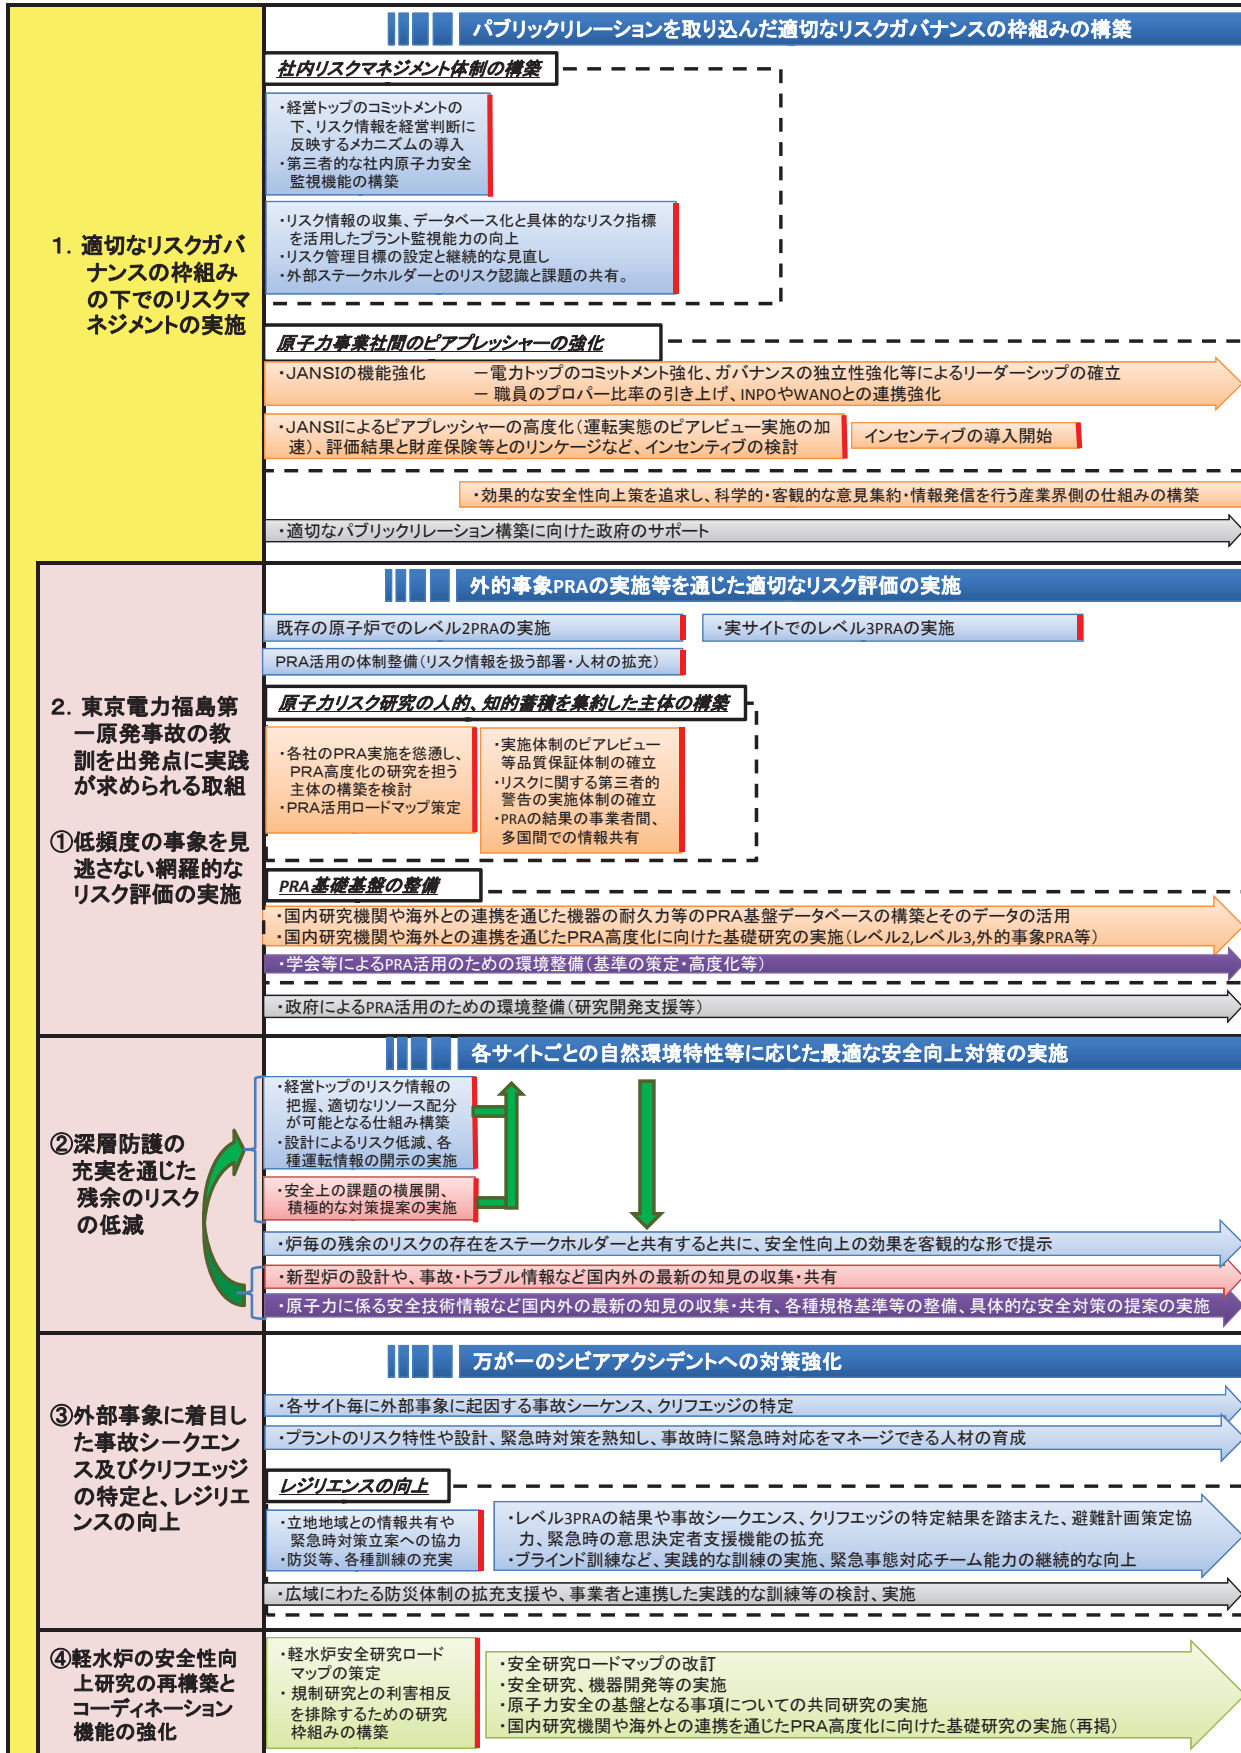 パブリックリレーションを取り込んだ適切なリスクガバナンスの枠組みの構築
1．適切なリスクガバ
ナンスの枠組み
の下でのリスクマ
ネジメントの実施
社内リスクマネジメント体制の構築
・経営トップのコミットメントの
下、リスク情報を経営判断に
反映するメカニズムの導入
・第三者的な社内原子力安全
監視機能の構築
・リスク情報の収集、データベース化と具体的なリスク指標
を活用したプラント監視能力の向上
・リスク管理目標の設定と継続的な見直し
・外部ステークホルダーとのリスク認識と課題の共有。
原子力事業社間のピアプレッシャーの強化
・JANSIの機能強化　－電力トップのコミットメント強化、ガバナンスの独立性強化等によるリーダーシップの確立
－ 職員のプロパー比率の引き上げ、INPOやWANOとの連携強化
・JANSIによるピアプレッシャーの高度化（運転実態のピアレビュー実施の加
速）、評価結果と財産保険等とのリンケージなど、インセンティブの検討
インセンティブの導入開始
・効果的な安全性向上策を追求し、科学的・客観的な意見集約・情報発信を行う産業界側の仕組みの構築
・適切なパブリックリレーション構築に向けた政府のサポート
外的事象PRAの実施等を通じた適切なリスク評価の実施
2．東京電力福島第
一原発事故の教
訓を出発点に実践
が求められる取組
①低頻度の事象を見
逃さない網羅的な
リスク評価の実施
既存の原子炉でのレベル2PRAの実施
・実サイトでのレベル3PRAの実施
PRA活用の体制整備（リスク情報を扱う部署・人材の拡充）
原子力リスク研究の人的、知的蓄積を集約した主体の構築
・各社のPRA実施を慫慂し、
PRA高度化の研究を担う
主体の構築を検討
・PRA活用ロードマップ策定
・実施体制のピアレビュー
等品質保証体制の確立
・リスクに関する第三者的
警告の実施体制の確立
・PRAの結果の事業者間、
多国間での情報共有
PRA基礎基盤の整備
・国内研究機関や海外との連携を通じた機器の耐久力等のPRA基盤データベースの構築とそのデータの活用
・国内研究機関や海外との連携を通じたPRA高度化に向けた基礎研究の実施（レベル2,レベル3,外的事象PRA等）
・学会等によるPRA活用のための環境整備（基準の策定・高度化等）
・政府によるPRA活用のための環境整備（研究開発支援等）
各サイトごとの自然環境特性等に応じた最適な安全向上対策の実施
②深層防護の
充実を通じた
残余のリスク
の低減
・経営トップのリスク情報の
把握、適切なリソース配分
が可能となる仕組み構築
・設計によるリスク低減、各
種運転情報の開示の実施
・安全上の課題の横展開、
積極的な対策提案の実施
・炉毎の残余のリスクの存在をステークホルダーと共有すると共に、安全性向上の効果を客観的な形で提示
・新型炉の設計や、事故・トラブル情報など国内外の最新の知見の収集・共有
・原子力に係る安全技術情報など国内外の最新の知見の収集・共有、各種規格基準等の整備、具体的な安全対策の提案の実施
万が一のシビアアクシデントへの対策強化
③外部事象に着目し
た事故シークエン
ス及びクリフエッジ
の特定と、レジリエ
ンスの向上
・各サイト毎に外部事象に起因する事故シーケンス、クリフエッジの特定
・プラントのリスク特性や設計、緊急時対策を熟知し、事故時に緊急時対応をマネージできる人材の育成
レジリエンスの向上
・立地地域との情報共有や
緊急時対策立案への協力
・防災等、各種訓練の充実
・レベル3PRAの結果や事故シークエンス、クリフエッジの特定結果を踏まえた、避難計画策定協
力、緊急時の意思決定者支援機能の拡充
・ブラインド訓練など、実践的な訓練の実施、緊急事態対応チーム能力の継続的な向上
・広域にわたる防災体制の拡充支援や、事業者と連携した実践的な訓練等の検討、実施
④軽水炉の安全性向
上研究の再構築と
コーディネーション
機能の強化
・軽水炉安全研究ロード
マップの策定
・規制研究との利害相反
を排除するための研究
枠組みの構築
・安全研究ロードマップの改訂
・安全研究、機器開発等の実施
・原子力安全の基盤となる事項についての共同研究の実施
・国内研究機関や海外との連携を通じたPRA高度化に向けた基礎研究の実施（再掲）